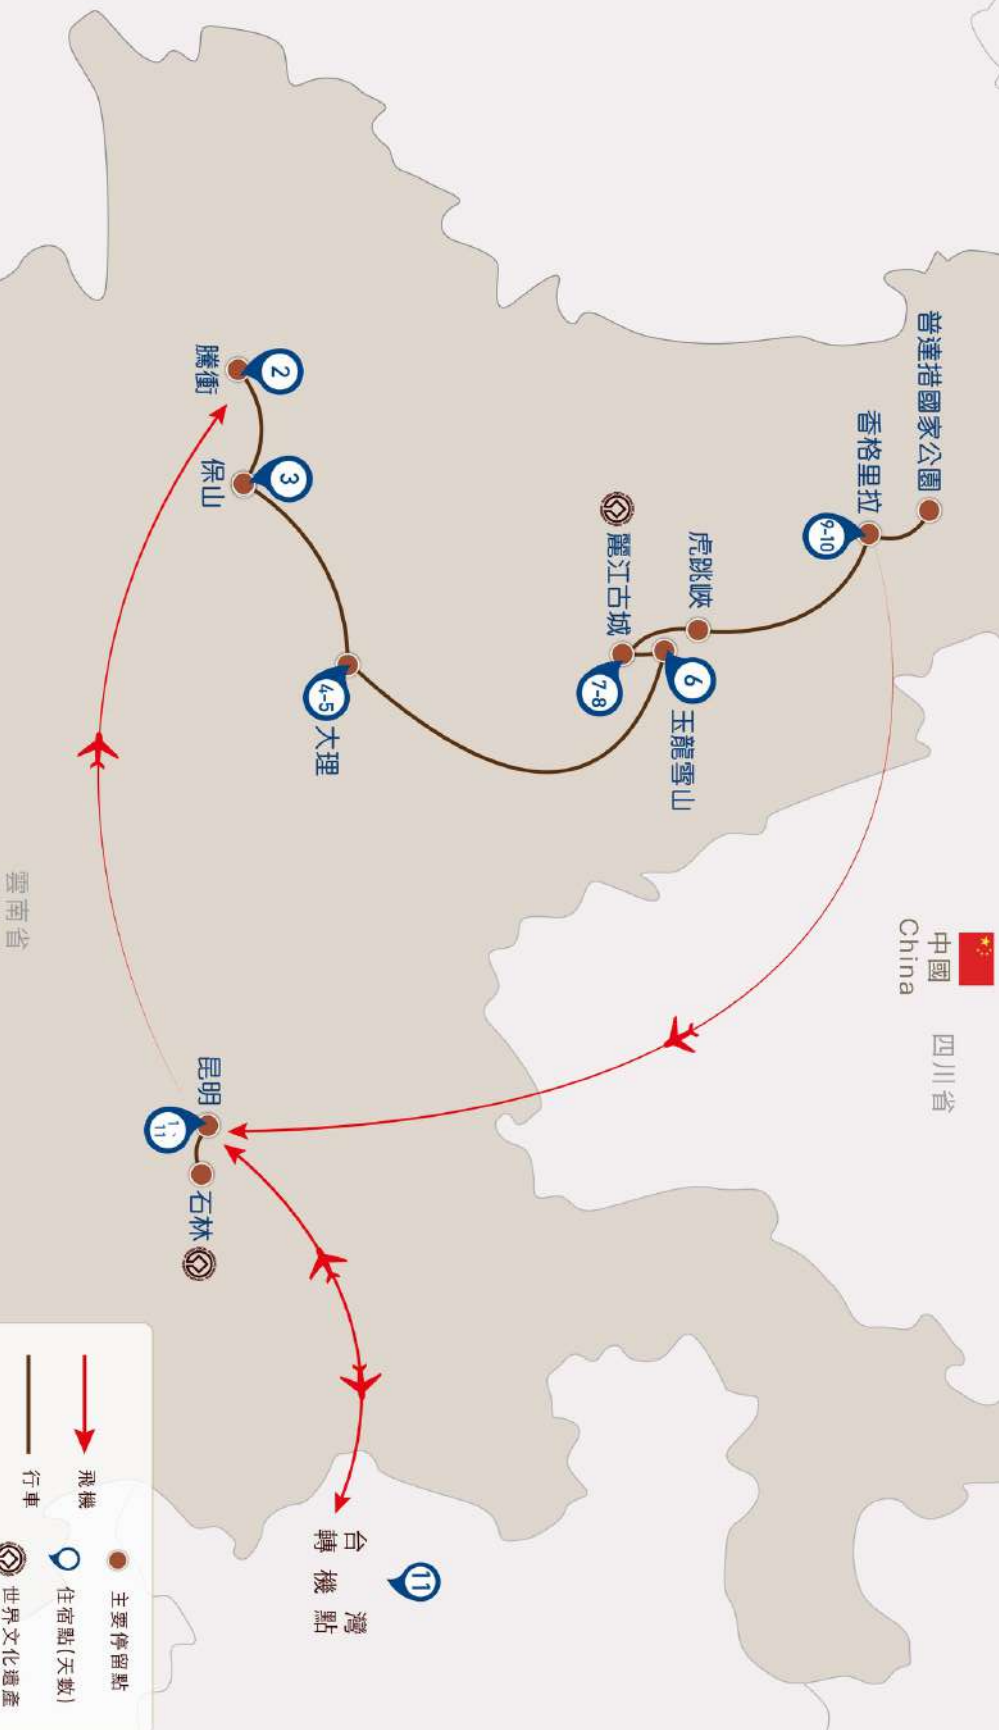 中國
China
四川省
普達措國家公園
香格里拉
9-10
虎跳峽
6
玉龍雪山
麗江古城
7-8
4-5
大理
2
騰衝
3
保山
昆明
1、
11
石林
11
台灣
轉機點
雲南省
飛機
主要停留點
行車
住宿點(天數)
世界文化遺產